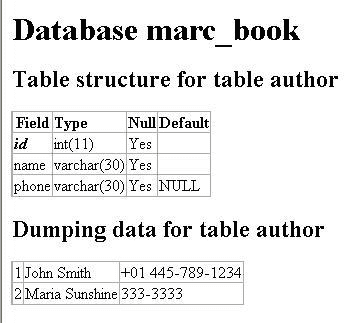 Database marc_book
Table structure for table author
Field Type Null Default
id int(11) Yes
name varchar(30) Yes
phone varchar(30) Yes NULL
Dumping data for table author
1 John Smith +01 445-789-1234
2 Maria Sunshine 333-3333